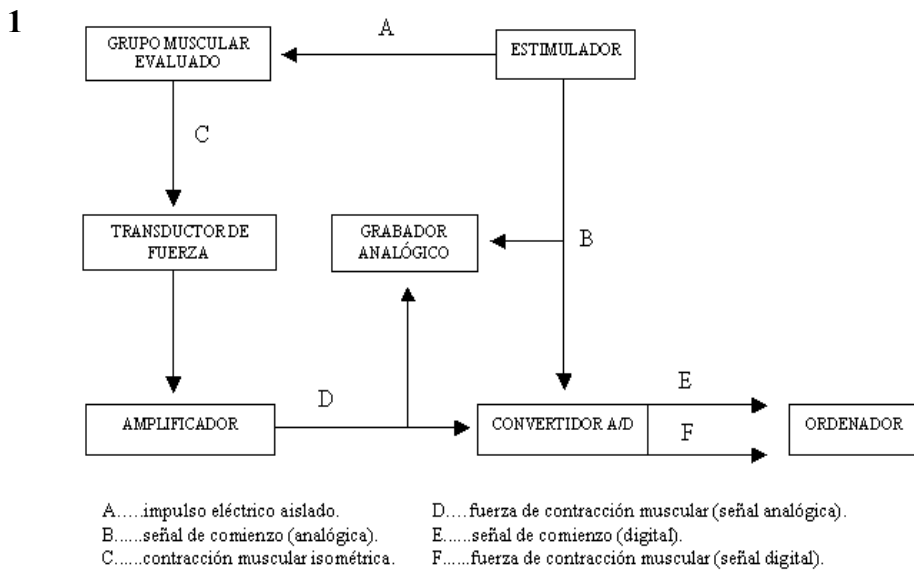 1
A
GRUPO MUSCULAR
EVALUADO
ESTIMULADOR
C
TRANSDUCTOR DE
FUERZA
GRABADOR
ANALÓGICO
B
D
E
AMPLIFICADOR
CONVERTIDOR A/D
ORDENADOR
F
A.....impulso eléctrico aislado.
B......señal de comienzo (analógica).
C......contracción muscular isométrica.
D....fuerza de contracción muscular (señal analógica).
E......señal de comienzo (digital).
F......fuerza de contracción muscular (señal digital).